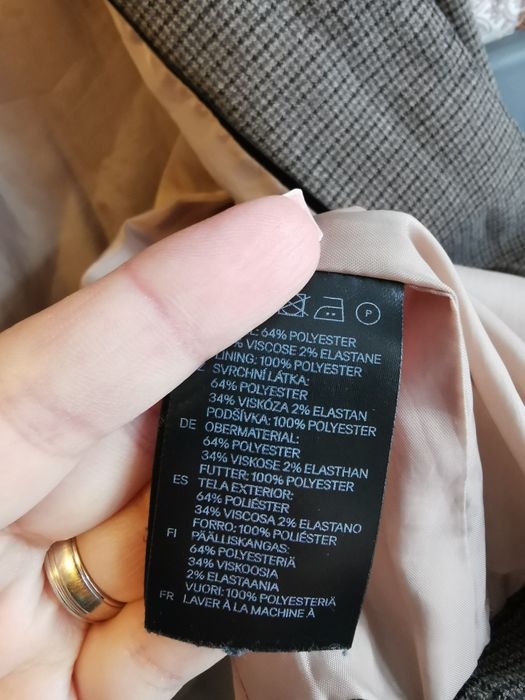 P
64% POLYESTER
% VISCOSE 2% ELASTANE
LINING: 100% POLYESTER
SVRCHNÍ LÁTKA:
64% POLYESTER
34% VISKÓZA 2% ELASTAN
PODŠÍVKA: 100% POLYESTER
DE OBERMATERIAL:
64% POLYESTER
34% VISKOSE 2% ELASTHAN
FUTTER: 100% POLYESTER
ES TELA EXTERIOR:
64% POLIÉSTER
34% VISCOSA 2% ELASTANO
FORRO: 100% POLIÉSTER
FI PÄÄLLISKANGAS:
64% POLYESTERIÄ
34% VISKOOSIA
2% ELASTAANIA
VUORI: 100% POLYESTERIÄ
FR LAVER À LA MACHINE À